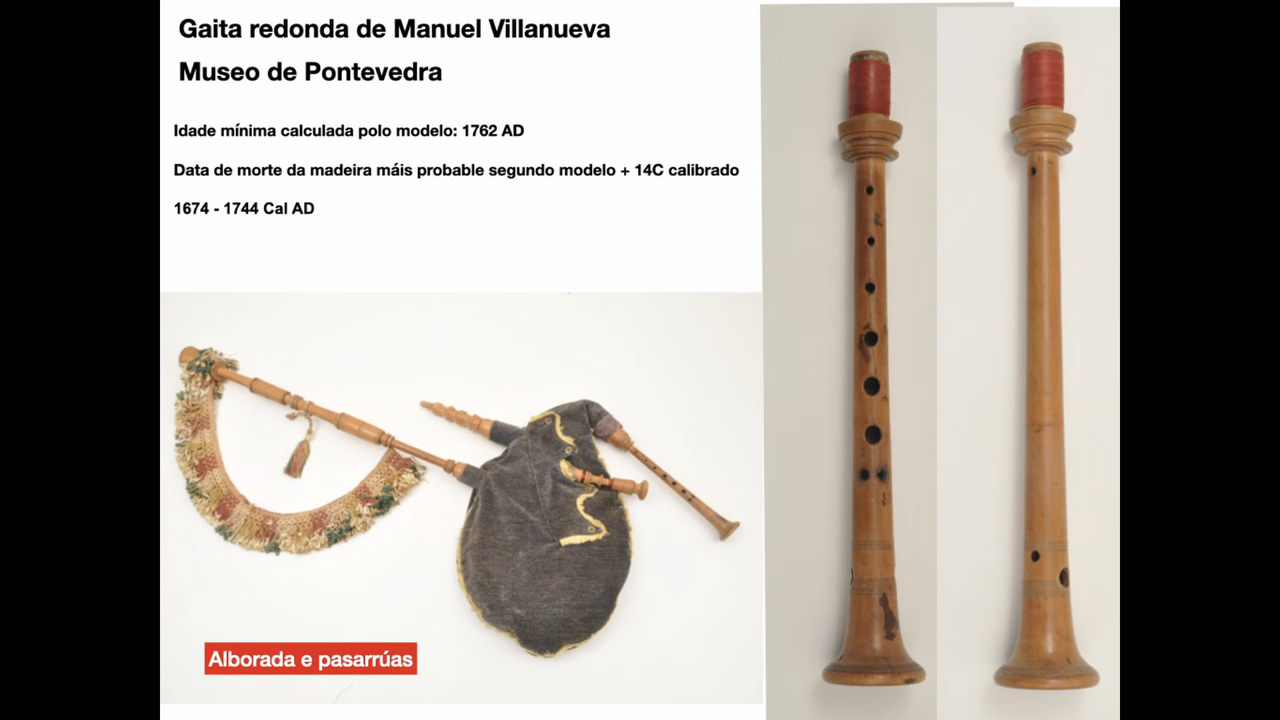 Gaita redonda de Manuel Villanueva
Museo de Pontevedra
Idade mínima calculada polo modelo: 1762 AD
Data de morte da madeira máis probable segundo modelo + 14C calibrado
1674 - 1744 Cal AD
Alborada e pasarrúas